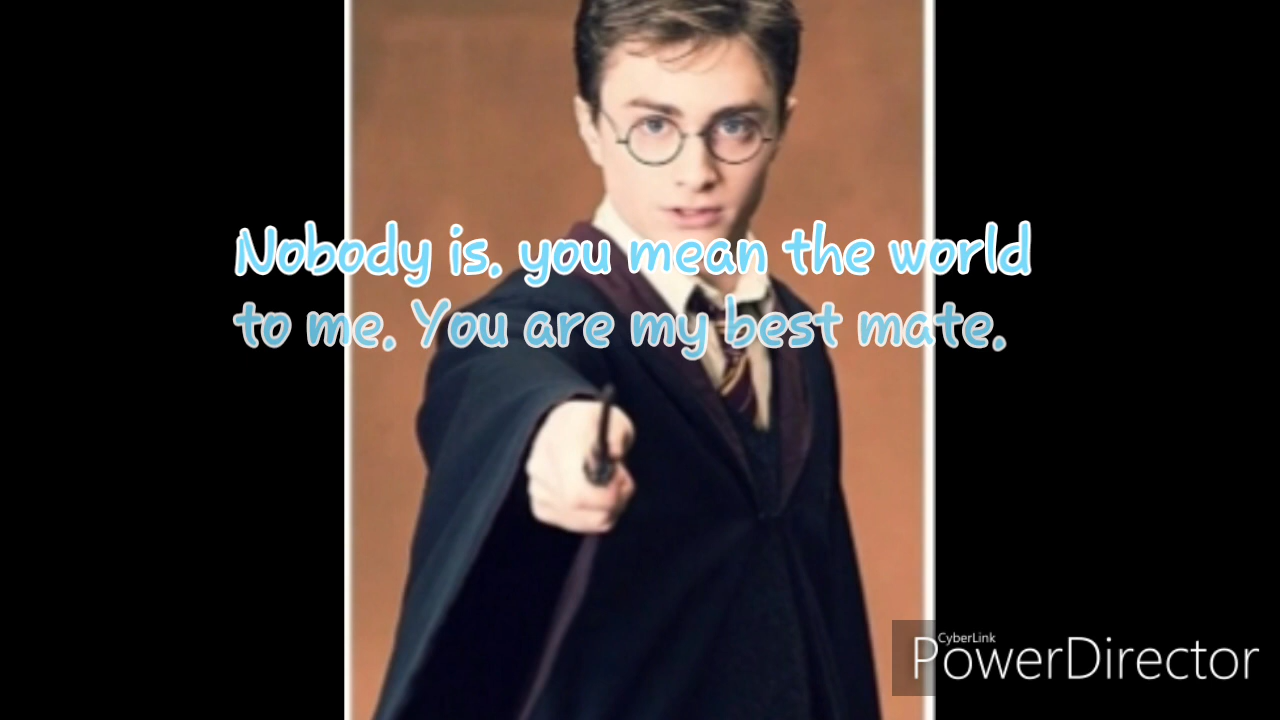 Nobody is. you mean the world
to me. You are my best mate.
CyberLink
PowerDirector